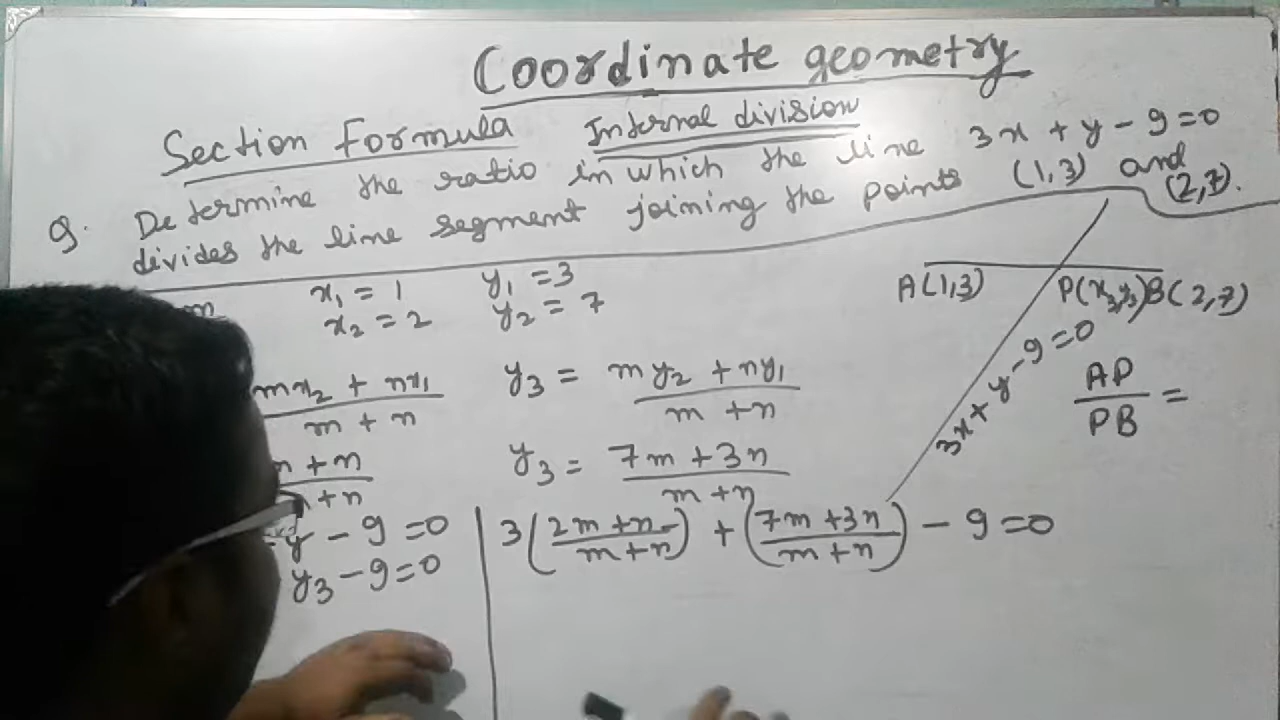 Coordinate geometry
Section Formula Internal division
Q. Determine the ratio in which the line 3x + y - 9 = 0
divides the line segment joining the points (1,3) and
(2,7).
x₁ = 1 y₁ = 3
x₂ = 2 y₂ = 7
A(1,3) P(x₃,y₃) B(2,7)
3x + y - 9 = 0
AP/PB =
mx₂ + nx₁ / m + n
y₃ = my₂ + ny₁ / m + n
+ n / + n
y₃ = 7m + 3n / m + n
y - 9 = 0
y₃ - 9 = 0
3(2m + n / m + n) + (7m + 3n / m + n) - 9 = 0